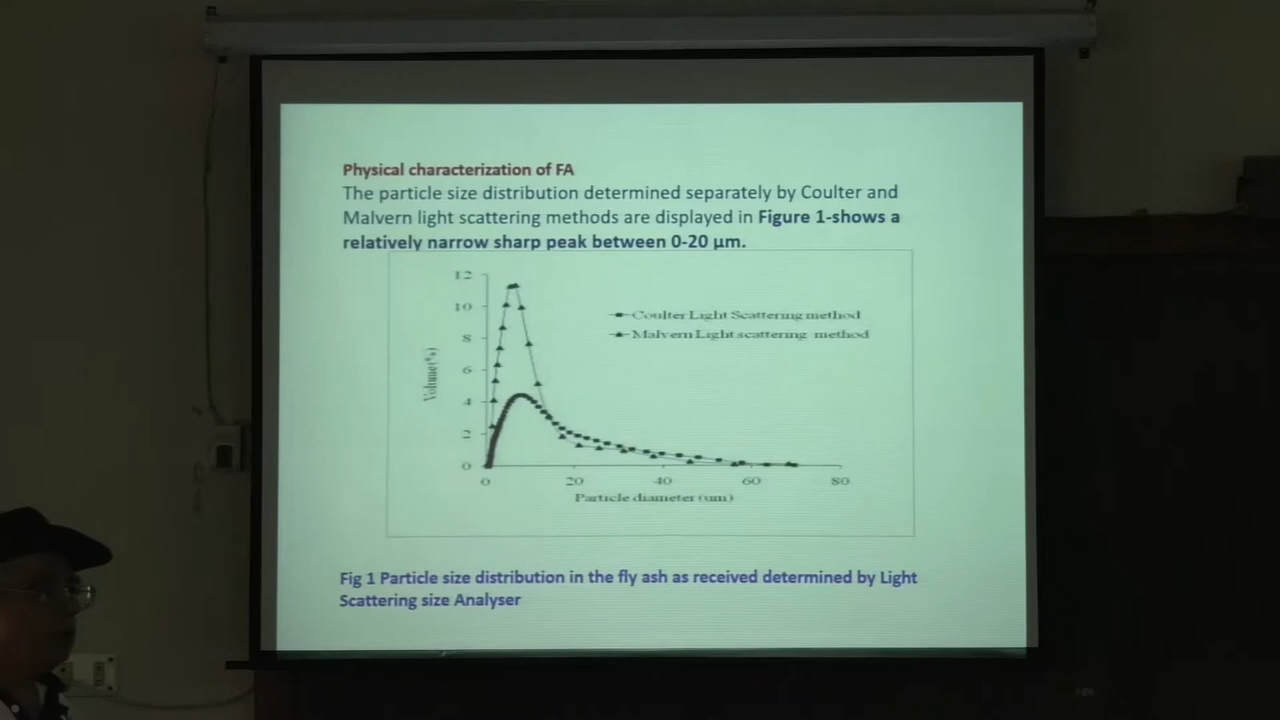 Physical characterization of FA
The particle size distribution determined separately by Coulter and
Malvern light scattering methods are displayed in Figure 1-shows a
relatively narrow sharp peak between 0-20 µm.
12
10
8
6
4
2
0
Volume(%)
Coulter Light Scattering method
Malvern Light scattering method
0 20 40 60 80
Particle diameter (um)
Fig 1 Particle size distribution in the fly ash as received determined by Light
Scattering size Analyser